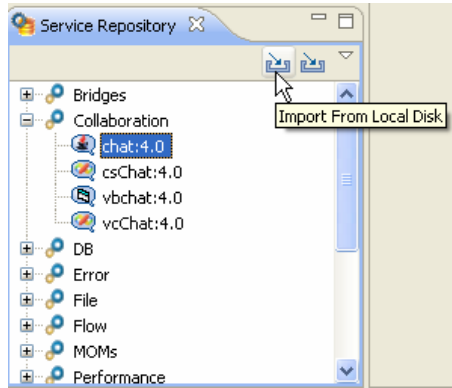 Service Repository
Import From Local Disk
Bridges
Collaboration
chat:4.0
csChat:4.0
vbchat:4.0
vcChat:4.0
DB
Error
File
Flow
MOMs
Performance